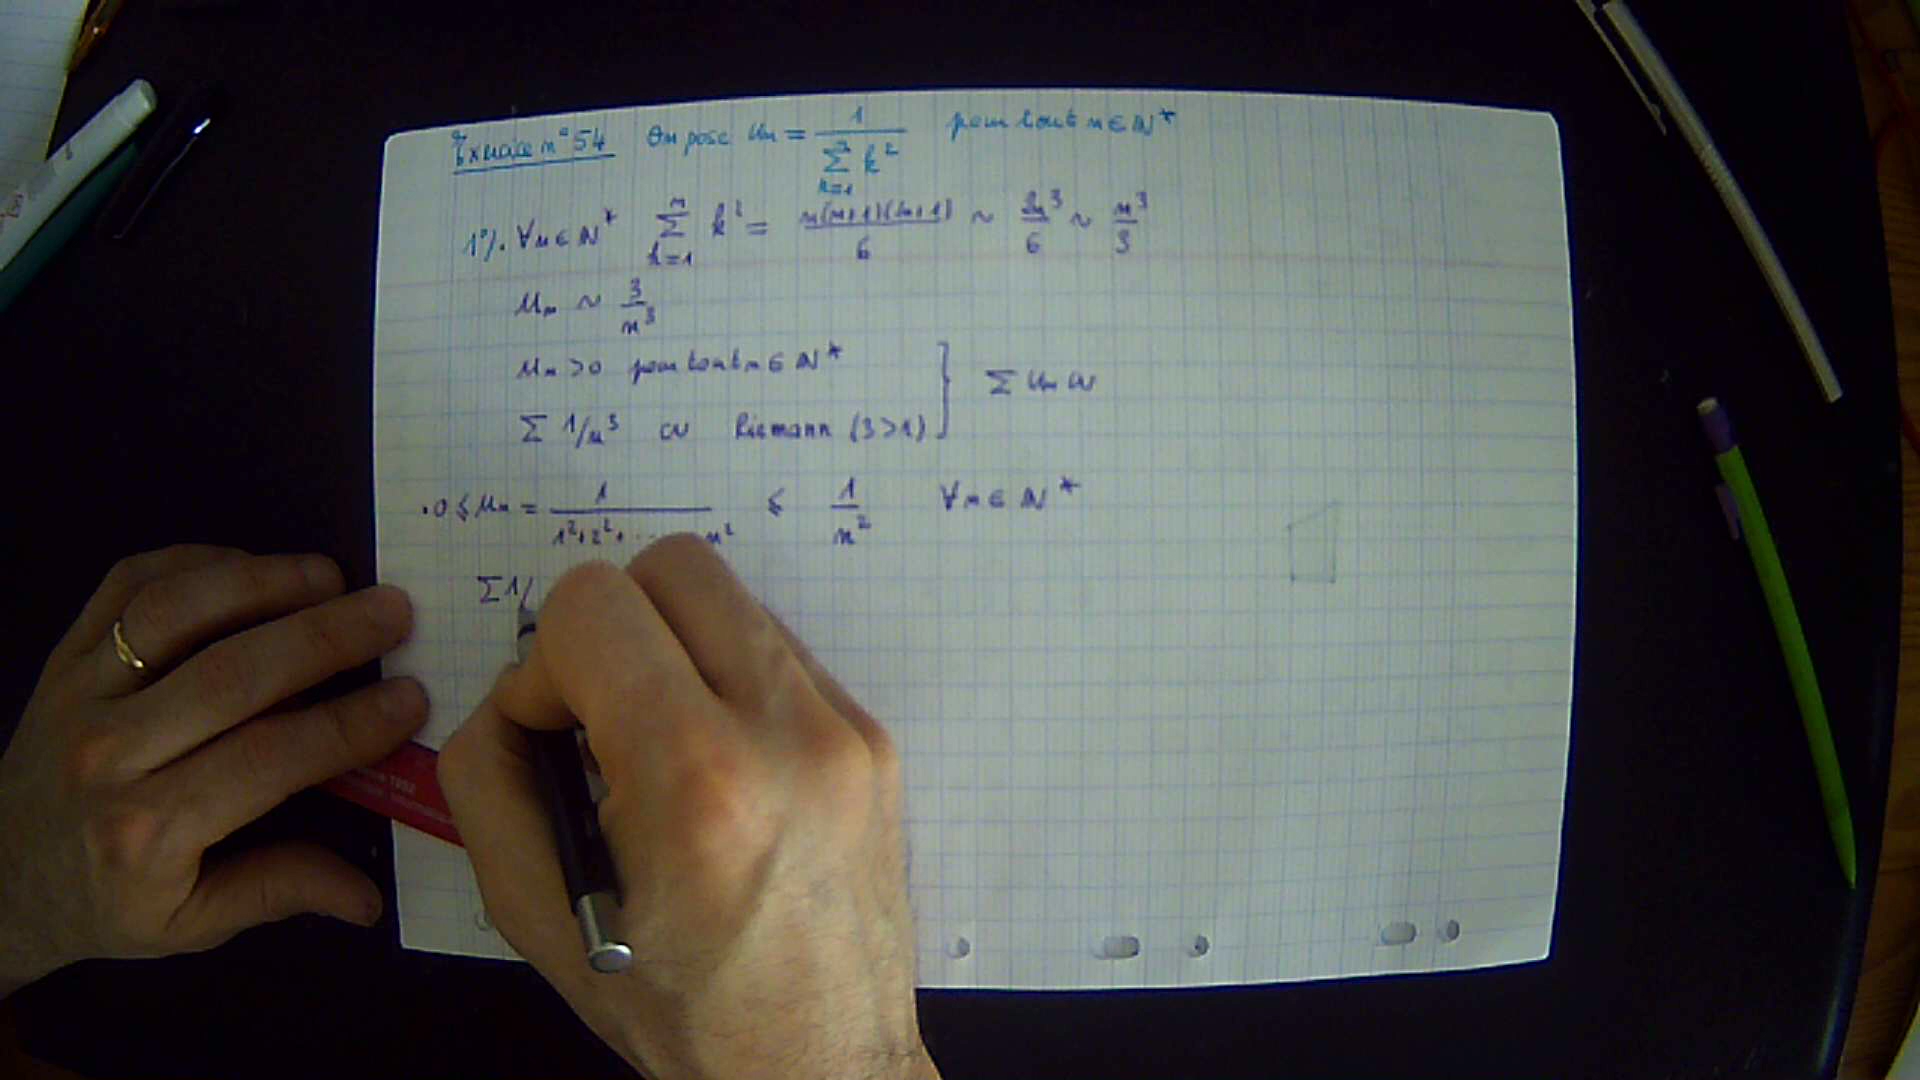 Exercice n°54 On pose Un = 1 / ∑_{k=1}^{n} k² pour tout n ∈ ℕ*
1°/. ∀n ∈ ℕ* ∑_{k=1}^{n} k² = n(n+1)(2n+1) / 6 ~ 2n³/6 ~ n³/3
Un ~ 3/n³
Un > 0 pour tout n ∈ ℕ*
∑ 1/n³ cv Riemann (3>1) } ∑ Un cv
. 0 ≤ Un = 1 / 1²+2²+... n² ≤ 1/n² ∀n ∈ ℕ*
∑1/